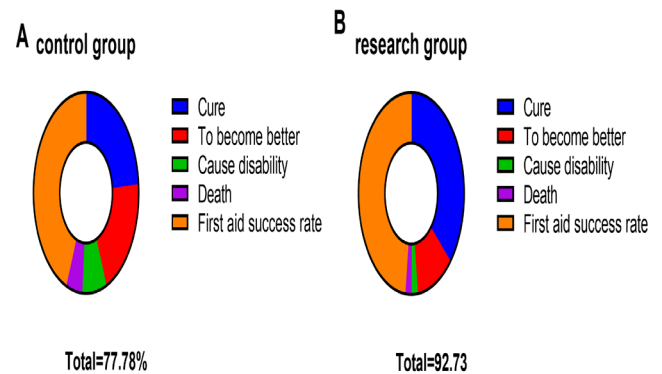 A control group
Cure
To become better
Cause disability
Death
First aid success rate
Total=77.78%
B research group
Cure
To become better
Cause disability
Death
First aid success rate
Total=92.73